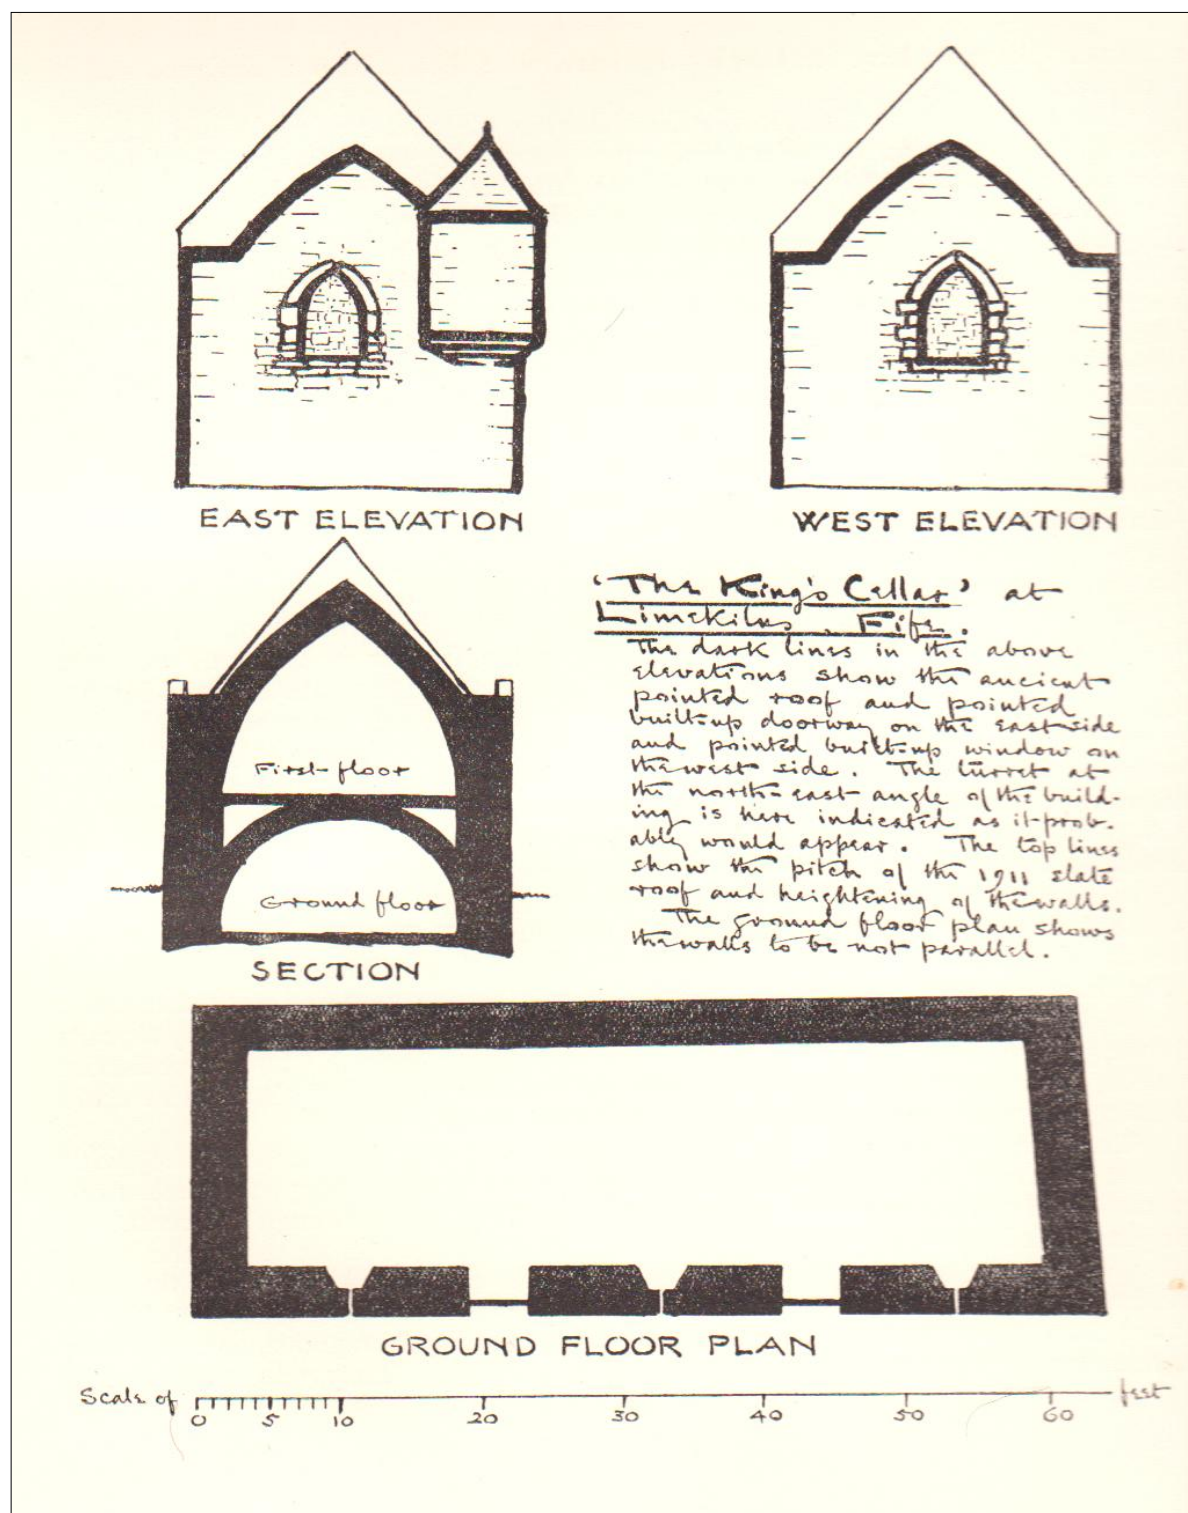 EAST ELEVATION
WEST ELEVATION
'The King's Cellar' at
Limekilns, Fife.
The dark lines in the above
elevations show the ancient
pointed roof and pointed
built-up doorway on the east side
and pointed built-up window on
the west side. The turret at
the north-east angle of the build-
ing is here indicated as it prob-
ably would appear. The top lines
show the pitch of the 1911 slate
roof and heightening of the walls.
The ground floor plan shows
the walls to be not parallel.
First-floor
Ground floor
SECTION
GROUND FLOOR PLAN
Scale of 0 5 10 20 30 40 50 60 feet